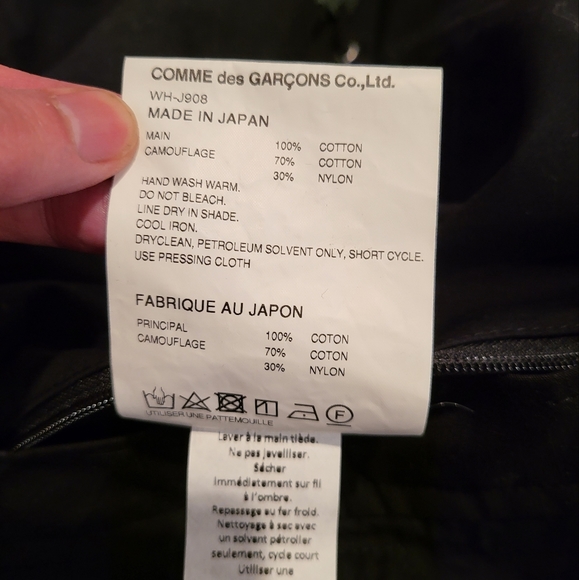 COMME des GARÇONS Co.,Ltd.
WH-J908
MADE IN JAPAN
MAIN 100% COTTON
CAMOUFLAGE 70% COTTON
30% NYLON
HAND WASH WARM.
DO NOT BLEACH.
LINE DRY IN SHADE.
COOL IRON.
DRYCLEAN, PETROLEUM SOLVENT ONLY, SHORT CYCLE.
USE PRESSING CLOTH
FABRIQUE AU JAPON
PRINCIPAL 100% COTON
CAMOUFLAGE 70% COTON
30% NYLON
F
UTILISER UNE PATTEMOUILLE
Laver à la main tiède.
Ne pas javelliser.
Sécher
immédiatement sur fil
à l'ombre.
Repassage au fer froid.
Nettoyage à sec avec
un solvant pétrolier
seulement, cycle court
Utiliser une